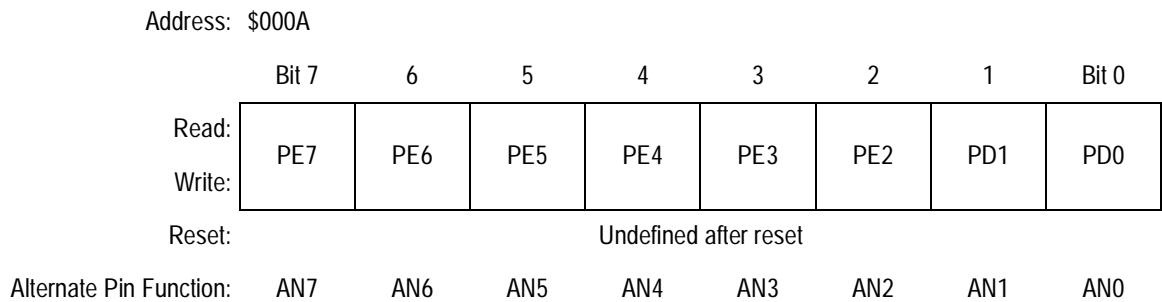 Address: $000A
Bit 7 6 5 4 3 2 1 Bit 0
Read:
PE7 PE6 PE5 PE4 PE3 PE2 PD1 PD0
Write:
Reset: Undefined after reset
Alternate Pin Function: AN7 AN6 AN5 AN4 AN3 AN2 AN1 AN0